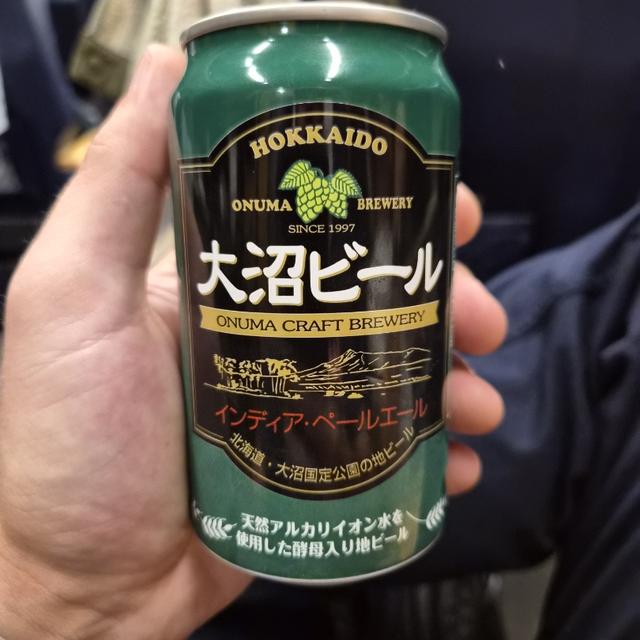 HOKKAIDO
ONUMA BREWERY
SINCE 1997
大沼ビール
ONUMA CRAFT BREWERY
インディア・ペールエール
北海道・大沼国定公園の地ビール
天然アルカリイオン水を
使用した酵母入り地ビール